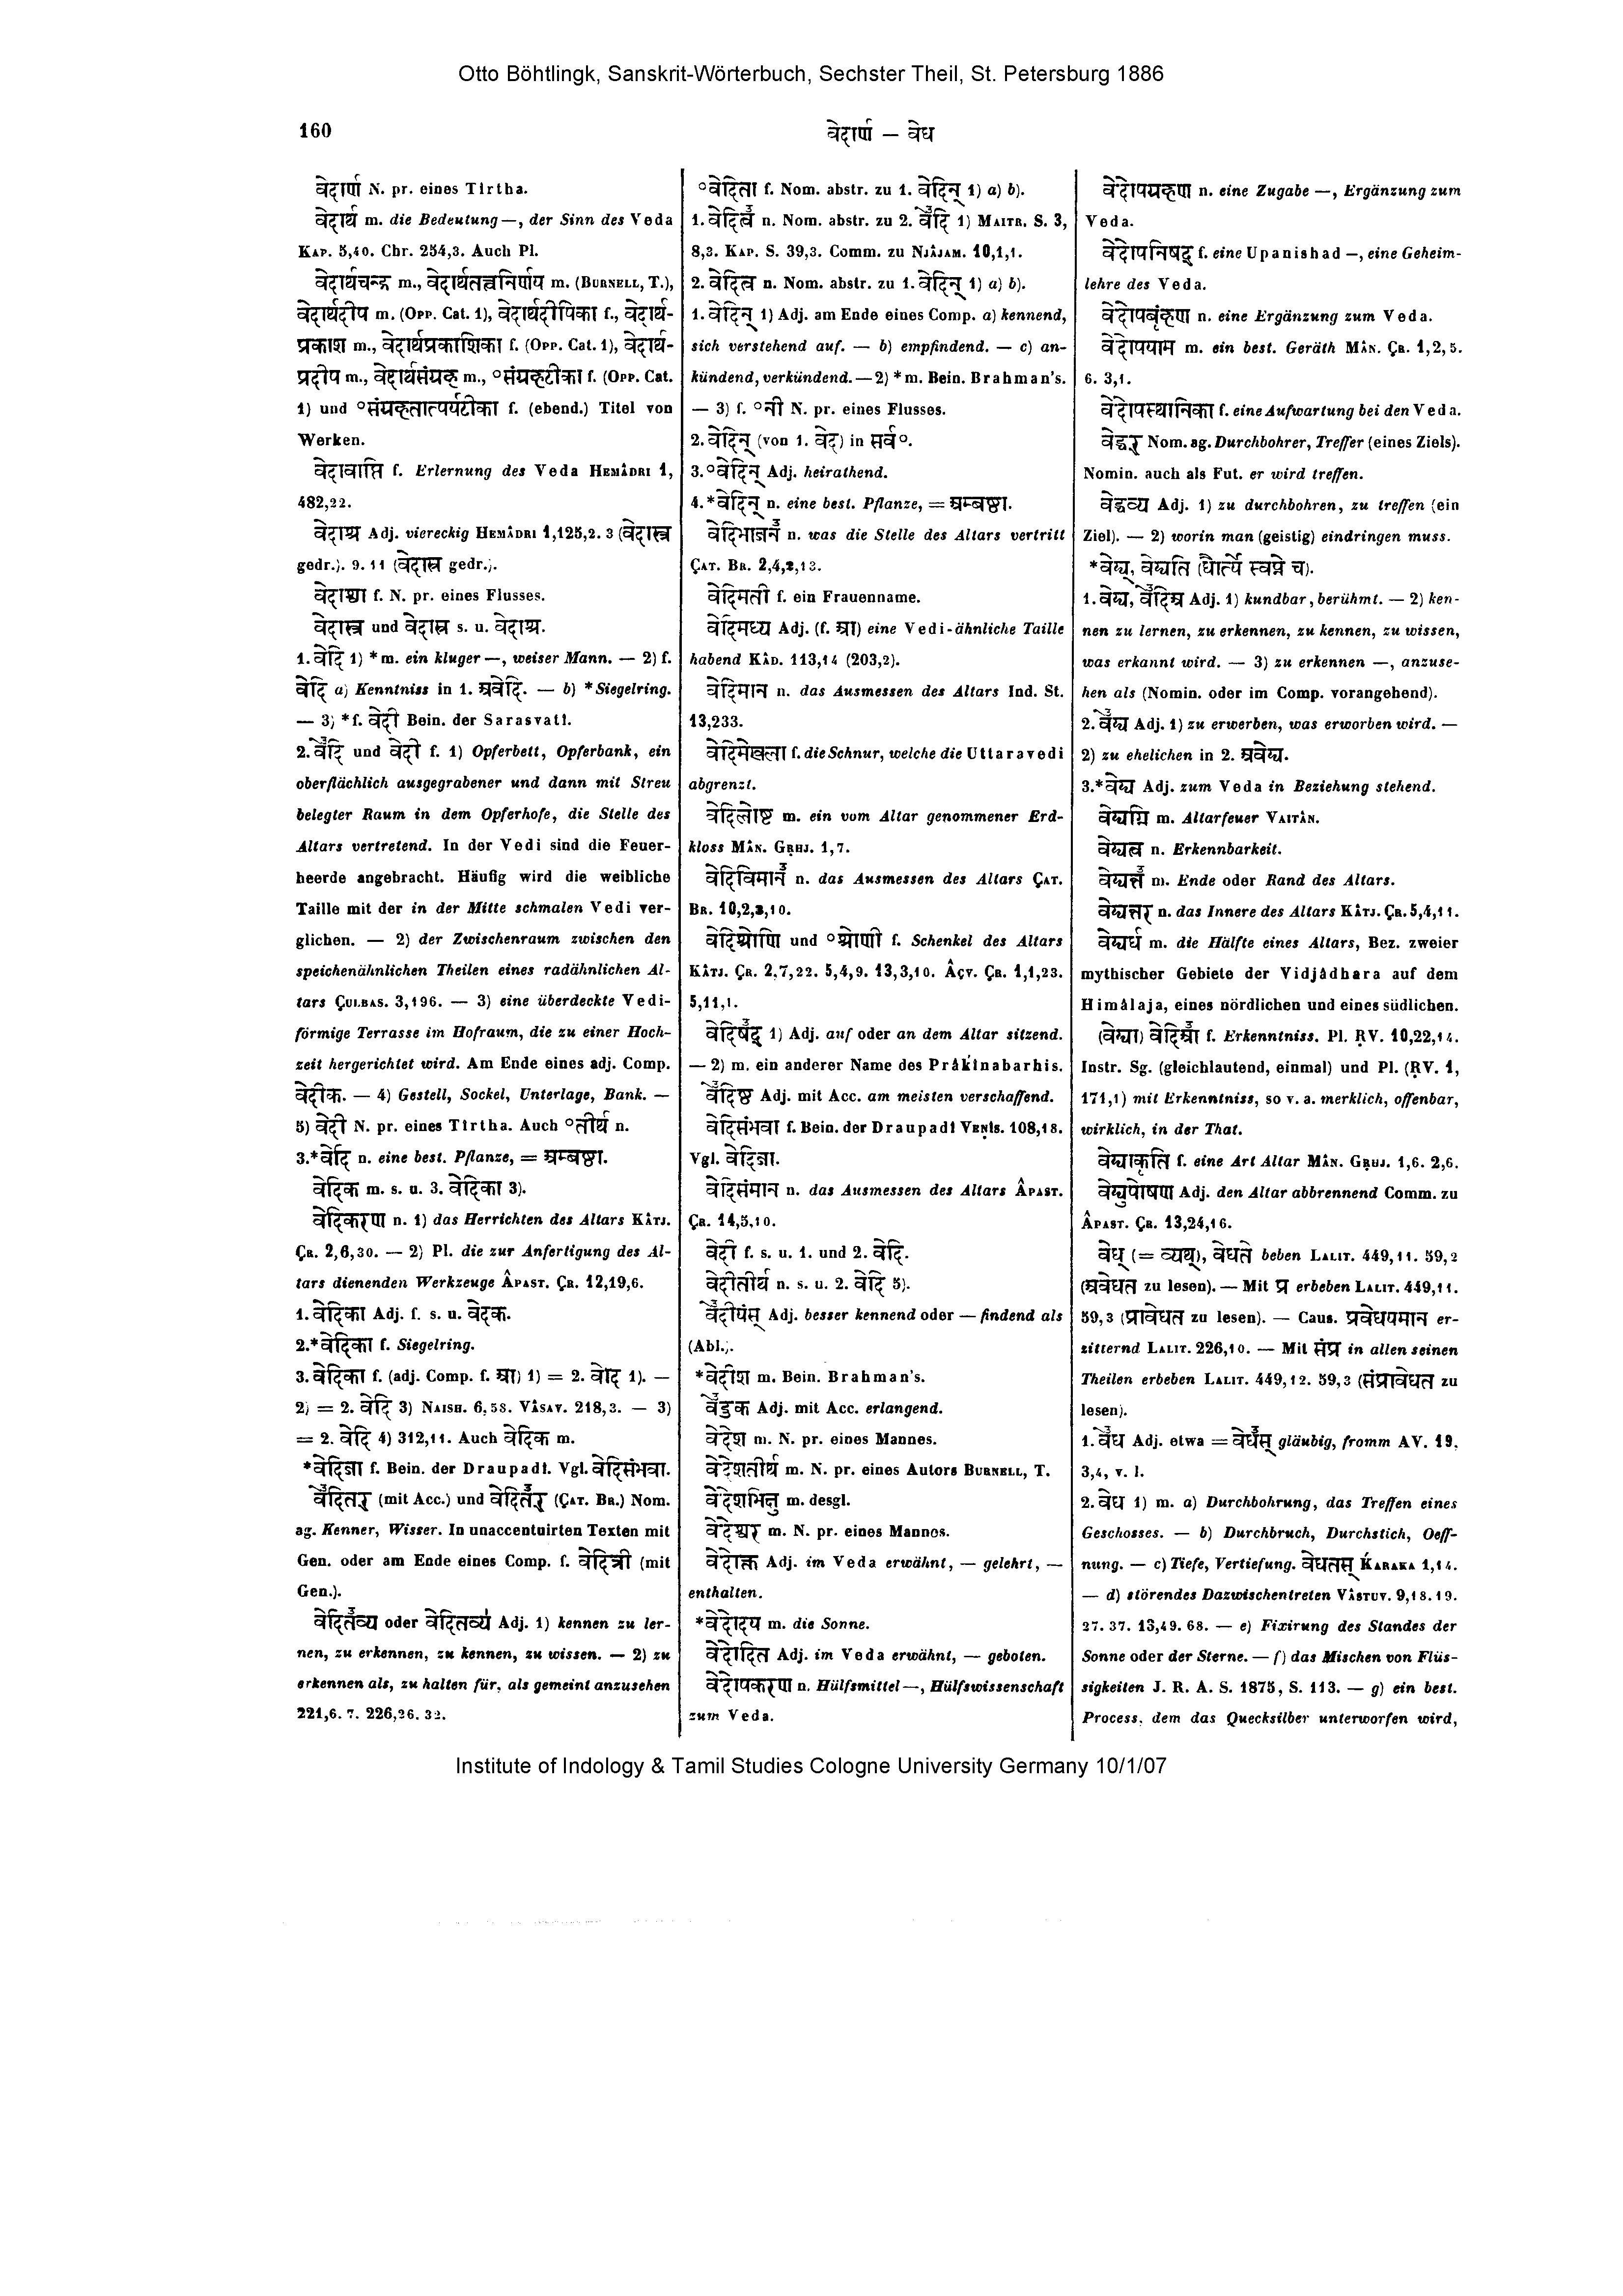 Otto Böhtlingk, Sanskrit-Wörterbuch, Sechster Theil, St. Petersburg 1886
160
वेदार्ण — वेध
वेदार्ण N. pr. eines Tīrtha.
वेदार्थ m. die Bedeutung —, der Sinn des Veda
Kap. 5,40. Chr. 254,3. Auch Pl.
वेदार्थचन्द्र m., वेदार्थतत्त्वनिर्णय m. (Burnell, T.),
वेदार्थदीप m. (Opp. Cat. 1), वेदार्थदीपिका f., वेदार्थ-
प्रकाश m., वेदार्थप्रकाशिका f. (Opp. Cat. 1), वेदार्थ-
प्रदीप m., वेदार्थसंग्रह m., °संग्रहटीका f. (Opp. Cat.
1) und °संग्रहतात्पर्यटीका f. (ebend.) Titel von
Werken.
वेदावाप्ति f. Erlernung des Veda Hemâdri 1,
482,22.
वेदाश्र Adj. viereckig Hemâdri 1,125,2. 3 (वेदास्त्र
gedr.). 9. 11 (वेदास्र gedr.).
वेदाश्वा f. N. pr. eines Flusses.
वेदास्त्र und वेदास्र s. u. वेदाश्र.
1. वेदि 1) *m. ein kluger —, weiser Mann. — 2) f.
वेदि a) Kenntniss in 1. अवेदि. — b) *Siegelring.
— 3) *f. वेदी Bein. der Sarasvatî.
2. वे॑दि und वेदी f. 1) Opferbett, Opferbank, ein
oberflächlich ausgegrabener und dann mit Streu
belegter Raum in dem Opferhofe, die Stelle des
Altars vertretend. In der Vedi sind die Feuer-
heerde angebracht. Häufig wird die weibliche
Taille mit der in der Mitte schmalen Vedi ver-
glichen. — 2) der Zwischenraum zwischen den
speichenähnlichen Theilen eines radähnlichen Al-
tars Çulbas. 3,196. — 3) eine überdeckte Vedi-
förmige Terrasse im Hofraum, die zu einer Hoch-
zeit hergerichtet wird. Am Ende eines adj. Comp.
वेदीक. — 4) Gestell, Sockel, Unterlage, Bank. —
5) वेदी N. pr. eines Tîrtha. Auch °तीर्थ n.
3.*वेदि n. eine best. Pflanze, = अम्बष्ठा.
वेदिक m. s. u. 3. वेदिका 3).
वेदिकरण n. 1) das Herrichten des Altars Kâtj.
Çr. 2,6,30. — 2) Pl. die zur Anfertigung des Al-
tars dienenden Werkzeuge Âpast. Çr. 12,19,6.
1. वेदिका Adj. f. s. u. वेदक.
2.*वेदिका f. Siegelring.
3. वेदिका f. (adj. Comp. f. आ) 1) = 2. वेदि 1). —
2) = 2. वेदि 3) Naish. 6,58. Vâsav. 218,3. — 3)
= 2. वेदि 4) 312,11. Auch वेदिक m.
*वेदिजा f. Bein. der Draupadî. Vgl. वेदिसंभवा.
वे॑दितर् (mit Acc.) und वेदित॑र् (Çat. Br.) Nom.
ag. Kenner, Wisser. In unaccentuirten Texten mit
Gen. oder am Ende eines Comp. f. वेदित्री (mit
Gen.).
वेदित॑व्य oder वेदितव्य॑ Adj. 1) kennen zu ler-
nen, zu erkennen, zu kennen, zu wissen. — 2) zu
erkennen als, zu halten für, als gemeint anzusehen
221,6. 7. 226,26. 32.
°वेदिता f. Nom. abstr. zu 1. वेदिन् 1) a) b).
1. वेदित्व॑ n. Nom. abstr. zu 2. वे॑दि 1) Maitr. S. 3,
8,3. Kap. S. 39,3. Comm. zu Njâjam. 10,1,1.
2. वेदित्व n. Nom. abstr. zu 1. वेदिन् 1) a) b).
1. वेदिन् 1) Adj. am Ende eines Comp. a) kennend,
sich verstehend auf. — b) empfindend. — c) an-
kündend, verkündend. — 2) *m. Bein. Brahman's.
— 3) f. °नी N. pr. eines Flusses.
2. वेदिन् (von 1. वेद) in सर्व°.
3. °वेदिन् Adj. heirathend.
4.*वेदिन् n. eine best. Pflanze, = अम्बष्ठा.
वेदिभाजन॑ n. was die Stelle des Altars vertritt
Çat. Br. 2,4,2,13.
वेदिमती f. ein Frauenname.
वेदिमध्य Adj. (f. आ) eine Vedi-ähnliche Taille
habend Kâd. 113,14 (203,2).
वेदिमान n. das Ausmessen des Altars Ind. St.
13,233.
वेदिमेखला f. die Schnur, welche die Uttaravedi
abgrenzt.
वेदिलोष्ट m. ein vom Altar genommener Erd-
kloss Mân. Gṛhj. 1,7.
वेदिविमान॑ n. das Ausmessen des Altars Çat.
Br. 10,2,3,10.
वेदिश्रोणि und °श्रोणी f. Schenkel des Altars
Kâtj. Çr. 2,7,22. 5,4,9. 13,3,10. Âçv. Çr. 1,1,23.
5,11,1.
वेदिष॑द् 1) Adj. auf oder an dem Altar sitzend.
— 2) m. ein anderer Name des Prâḱînabarhis.
वे॑दिष्ठ Adj. mit Acc. am meisten verschaffend.
वेदिसंभवा f. Bein. der Draupadî Veṇîs. 108,18.
Vgl. वेदिजा.
वेदिसंमान n. das Ausmessen des Altars Âpast.
Çr. 14,5,10.
वेदी f. s. u. 1. und 2. वेदि.
वेदीतीर्थ n. s. u. 2. वेदि 5).
वे॑दीयंस् Adj. besser kennend oder — findend als
(Abl.).
*वेदीश m. Bein. Brahman's.
वे॑दुक Adj. mit Acc. erlangend.
वेदेश m. N. pr. eines Mannes.
वेदेशतीर्थ m. N. pr. eines Autors Burnell, T.
वेदेशभिक्षु m. desgl.
वेदेश्वर m. N. pr. eines Mannes.
वेदोक्त Adj. im Veda erwähnt, — gelehrt, —
enthalten.
*वेदोदय m. die Sonne.
वेदोदित Adj. im Veda erwähnt, — geboten.
वेदोपकरण n. Hülfsmittel —, Hülfswissenschaft
zum Veda.
वेदोपग्रहण n. eine Zugabe —, Ergänzung zum
Veda.
वेदोपनिषद् f. eine Upanishad —, eine Geheim-
lehre des Veda.
वेदोपबृंहण n. eine Ergänzung zum Veda.
वेदोपयाम m. ein best. Geräth Mân. Çr. 1,2,5.
6. 3,1.
वेदोपस्थानिका f. eine Aufwartung bei den Veda.
वेद्धर् Nom. ag. Durchbohrer, Treffer (eines Ziels).
Nomin. auch als Fut. er wird treffen.
वेद्धव्य Adj. 1) zu durchbohren, zu treffen (ein
Ziel). — 2) worin man (geistig) eindringen muss.
*वेद्य्, वेद्यति (धौर्त्ये स्वप्ने च).
1. वेद्य, वे॑दिअ Adj. 1) kundbar, berühmt. — 2) ken-
nen zu lernen, zu erkennen, zu kennen, zu wissen,
was erkannt wird. — 3) zu erkennen —, anzuse-
hen als (Nomin. oder im Comp. vorangehend).
2. वे॑द्य Adj. 1) zu erwerben, was erworben wird. —
2) zu ehelichen in 2. अवेद्य.
3.*वेद्य Adj. zum Veda in Beziehung stehend.
वेद्यग्नि m. Altarfeuer Vaitân.
वेद्यत्व n. Erkennbarkeit.
वेद्यन्त॑ m. Ende oder Rand des Altars.
वेद्यन्तर n. das Innere des Altars Kâtj. Çr. 5,4,11.
वेद्यर्ध m. die Hälfte eines Altars, Bez. zweier
mythischer Gebiete der Vidjâdhara auf dem
Himâlaja, eines nördlichen und eines südlichen.
(वेद्या) वेदिआ॑ f. Erkenntniss. Pl. ṚV. 10,22,14.
Instr. Sg. (gleichlautend, einmal) und Pl. (ṚV. 1,
171,1) mit Erkenntniss, so v. a. merklich, offenbar,
wirklich, in der That.
वेद्याकृति f. eine Art Altar Mân. Gṛhj. 1,6. 2,6.
वेद्युपोषण Adj. den Altar abbrennend Comm. zu
Âpast. Çr. 13,24,16.
वेध् (= व्यथ्), वेधते beben Lalit. 449,11. 59,2
(अवेधत zu lesen). — Mit प्र erbeben Lalit. 449,11.
59,3 (प्रावेधत zu lesen). — Caus. प्रवेधयमान er-
zitternd Lalit. 226,10. — Mit संप्र in allen seinen
Theilen erbeben Lalit. 449,12. 59,3 (संप्रावेधत zu
lesen).
1. वे॑ध Adj. etwa = वेध॑स् gläubig, fromm AV. 19,
3,4, v. l.
2. वेध 1) m. a) Durchbohrung, das Treffen eines
Geschosses. — b) Durchbruch, Durchstich, Oeff-
nung. — c) Tiefe, Vertiefung. वेधतस् Ḱaraka 1,14.
— d) störendes Dazwischentreten Vâstuv. 9,18. 19.
27. 37. 13,49. 68. — e) Fixirung des Standes der
Sonne oder der Sterne. — f) das Mischen von Flüs-
sigkeiten J. R. A. S. 1875, S. 113. — g) ein best.
Process, dem das Quecksilber unterworfen wird,
Institute of Indology & Tamil Studies Cologne University Germany 10/1/07